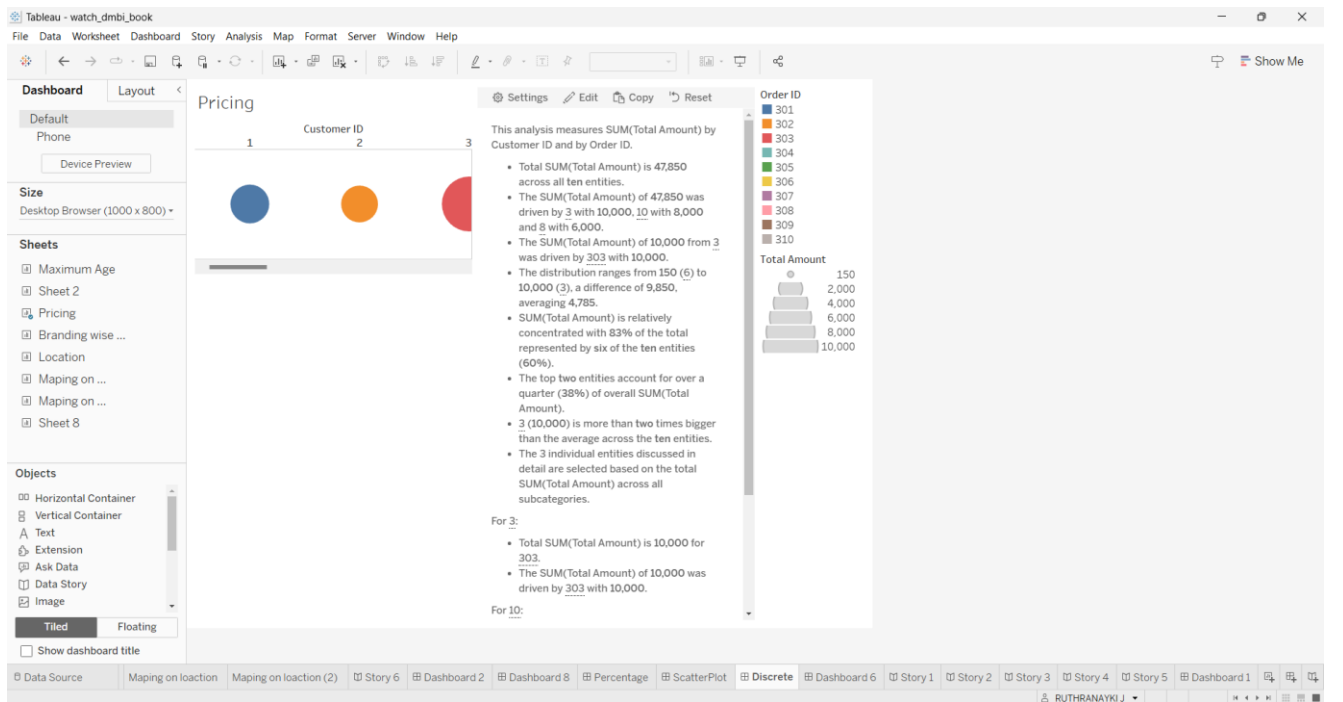 Tableau - watch_dmbi_book
File Data Worksheet Dashboard Story Analysis Map Format Server Window Help
Show Me
Dashboard Layout
Default
Phone
Device Preview
Size
Desktop Browser (1000 x 800)
Sheets
Maximum Age
Sheet 2
Pricing
Branding wise ...
Location
Maping on ...
Maping on ...
Sheet 8
Objects
Horizontal Container
Vertical Container
Text
Extension
Ask Data
Data Story
Image
Tiled Floating
Show dashboard title
Pricing
Customer ID
1 2 3
Settings Edit Copy Reset
This analysis measures SUM(Total Amount) by
Customer ID and by Order ID.
• Total SUM(Total Amount) is 47,850
across all ten entities.
• The SUM(Total Amount) of 47,850 was
driven by 3 with 10,000, 10 with 8,000
and 8 with 6,000.
• The SUM(Total Amount) of 10,000 from 3
was driven by 303 with 10,000.
• The distribution ranges from 150 (6) to
10,000 (3), a difference of 9,850,
averaging 4,785.
• SUM(Total Amount) is relatively
concentrated with 83% of the total
represented by six of the ten entities
(60%).
• The top two entities account for over a
quarter (38%) of overall SUM(Total
Amount).
• 3 (10,000) is more than two times bigger
than the average across the ten entities.
• The 3 individual entities discussed in
detail are selected based on the total
SUM(Total Amount) across all
subcategories.
For 3:
• Total SUM(Total Amount) is 10,000 for
303.
• The SUM(Total Amount) of 10,000 was
driven by 303 with 10,000.
For 10:
Order ID
301
302
303
304
305
306
307
308
309
310
Total Amount
150
2,000
4,000
6,000
8,000
10,000
Data Source Maping on loaction Maping on loaction (2) Story 6 Dashboard 2 Dashboard 8 Percentage ScatterPlot Discrete Dashboard 6 Story 1 Story 2 Story 3 Story 4 Story 5 Dashboard 1
RUTHRANAYKI J